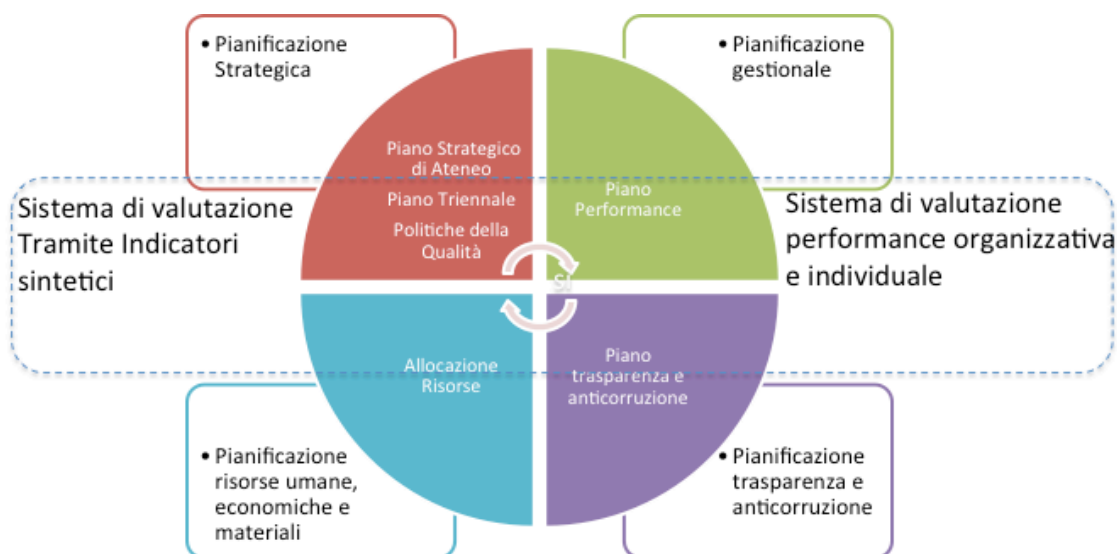 • Pianificazione
Strategica
• Pianificazione
gestionale
Piano Strategico
di Ateneo
Piano Triennale
Politiche della
Qualità
Piano
Performance
Sistema di valutazione
Tramite Indicatori
sintetici
Sistema di valutazione
performance organizzativa
e individuale
Allocazione
Risorse
Piano
trasparenza e
anticorruzione
• Pianificazione
risorse umane,
economiche e
materiali
• Pianificazione
trasparenza e
anticorruzione